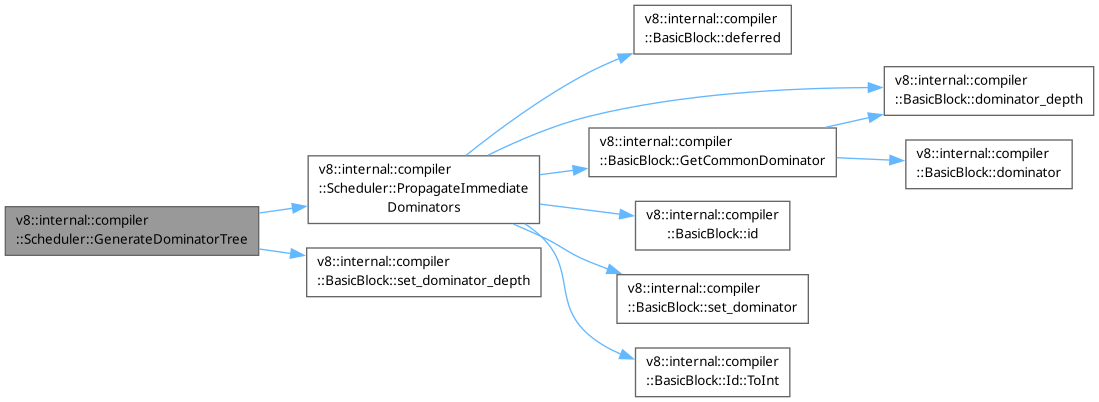 v8::internal::compiler
::BasicBlock::deferred
v8::internal::compiler
::BasicBlock::dominator_depth
v8::internal::compiler
::BasicBlock::GetCommonDominator
v8::internal::compiler
::BasicBlock::dominator
v8::internal::compiler
::Scheduler::PropagateImmediate
Dominators
v8::internal::compiler
::Scheduler::GenerateDominatorTree
v8::internal::compiler
::BasicBlock::id
v8::internal::compiler
::BasicBlock::set_dominator_depth
v8::internal::compiler
::BasicBlock::set_dominator
v8::internal::compiler
::BasicBlock::Id::ToInt